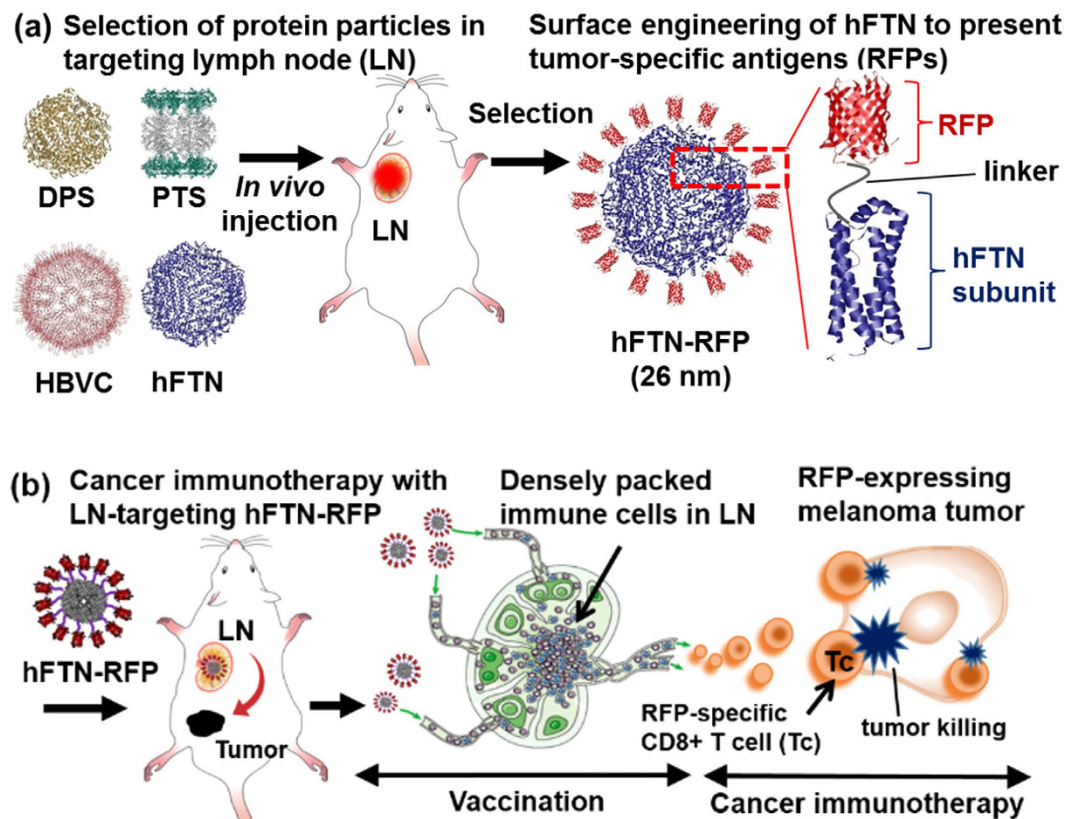 (a) Selection of protein particles in
targeting lymph node (LN)
Surface engineering of hFTN to present
tumor-specific antigens (RFPs)
DPS
PTS
HBVC
hFTN
In vivo
injection
LN
Selection
RFP
linker
hFTN
subunit
hFTN-RFP
(26 nm)
(b) Cancer immunotherapy with
LN-targeting hFTN-RFP
Densely packed
immune cells in LN
RFP-expressing
melanoma tumor
hFTN-RFP
LN
Tumor
Tc
RFP-specific
CD8+ T cell (Tc)
tumor killing
Vaccination
Cancer immunotherapy